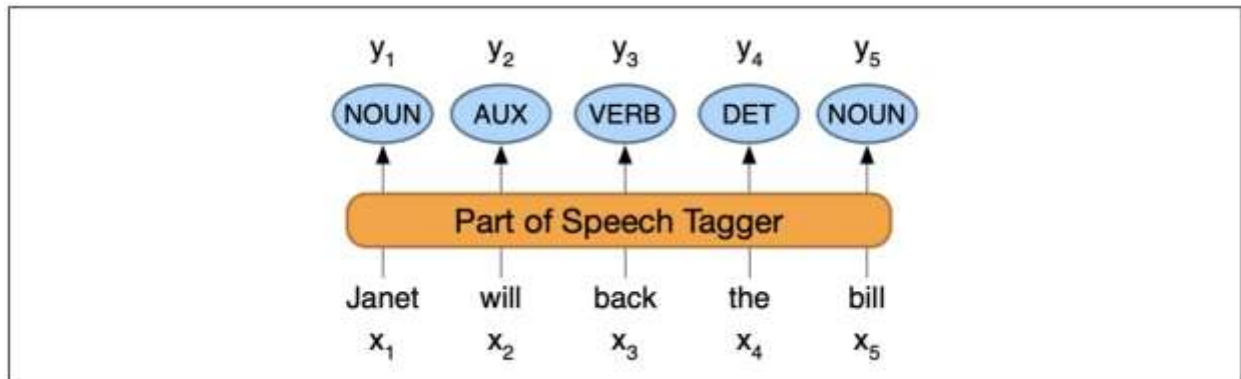 y1 y2 y3 y4 y5
NOUN AUX VERB DET NOUN
Part of Speech Tagger
Janet will back the bill
x1 x2 x3 x4 x5